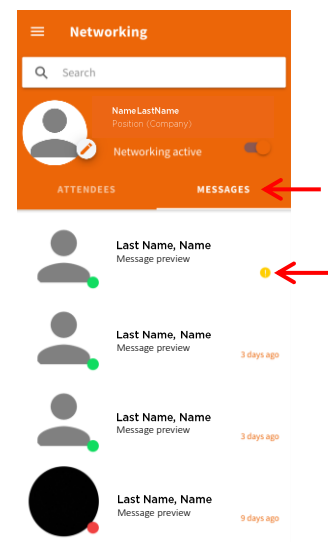 Networking
Search
NameLastName
Position (Company)
Networking active
ATTENDEES
MESSAGES
Last Name, Name
Message preview
Last Name, Name
Message preview
3 days ago
Last Name, Name
Message preview
3 days ago
Last Name, Name
Message preview
9 days ago